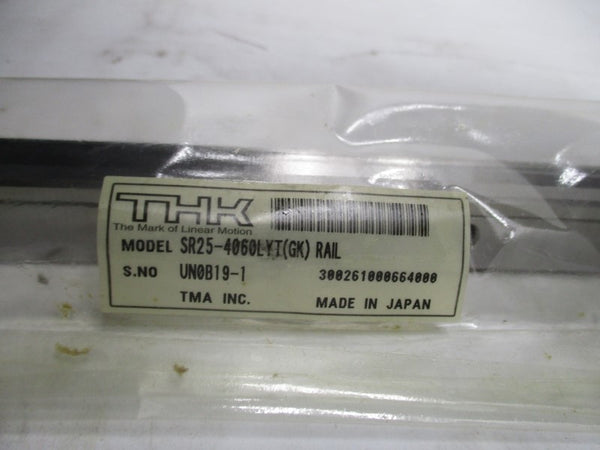 THK
The Mark of Linear Motion
MODEL SR25-4060LYT(GK) RAIL
S.NO UN0B19-1 300261000664000
TMA INC. MADE IN JAPAN